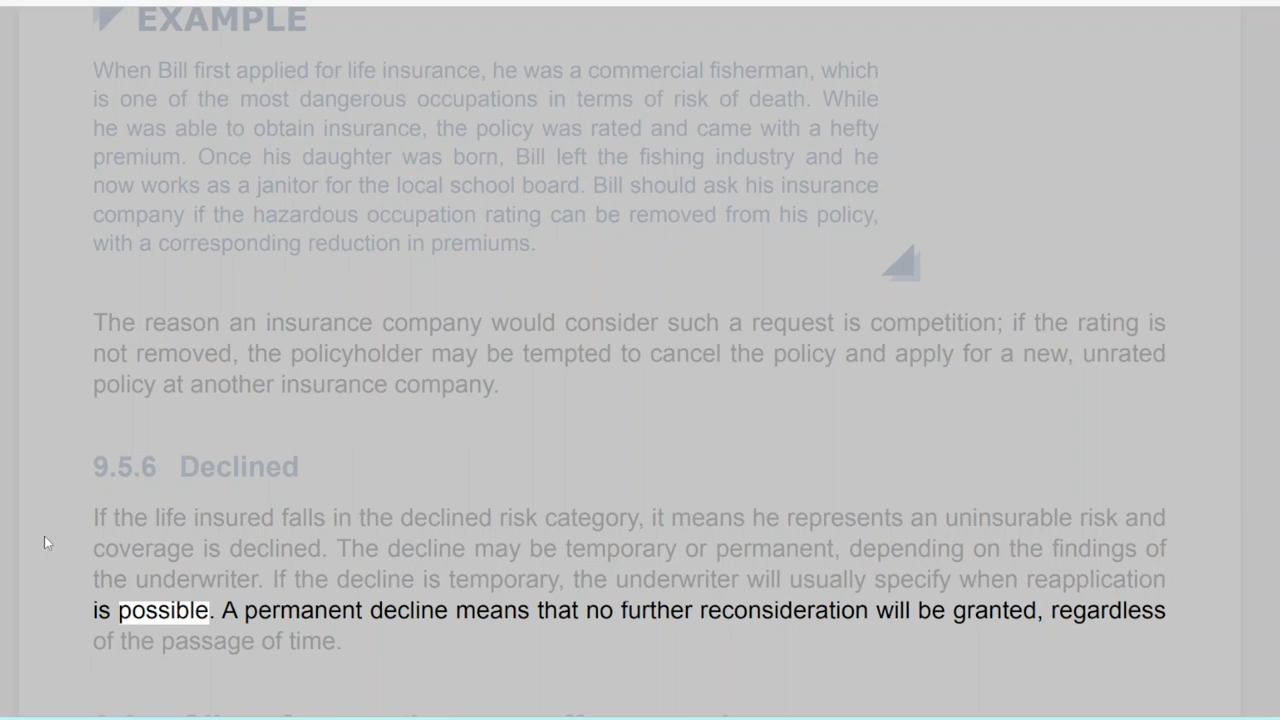 EXAMPLE
When Bill first applied for life insurance, he was a commercial fisherman, which
is one of the most dangerous occupations in terms of risk of death. While
he was able to obtain insurance, the policy was rated and came with a hefty
premium. Once his daughter was born, Bill left the fishing industry and he
now works as a janitor for the local school board. Bill should ask his insurance
company if the hazardous occupation rating can be removed from his policy,
with a corresponding reduction in premiums.
The reason an insurance company would consider such a request is competition; if the rating is
not removed, the policyholder may be tempted to cancel the policy and apply for a new, unrated
policy at another insurance company.
9.5.6 Declined
If the life insured falls in the declined risk category, it means he represents an uninsurable risk and
coverage is declined. The decline may be temporary or permanent, depending on the findings of
the underwriter. If the decline is temporary, the underwriter will usually specify when reapplication
is possible. A permanent decline means that no further reconsideration will be granted, regardless
of the passage of time.